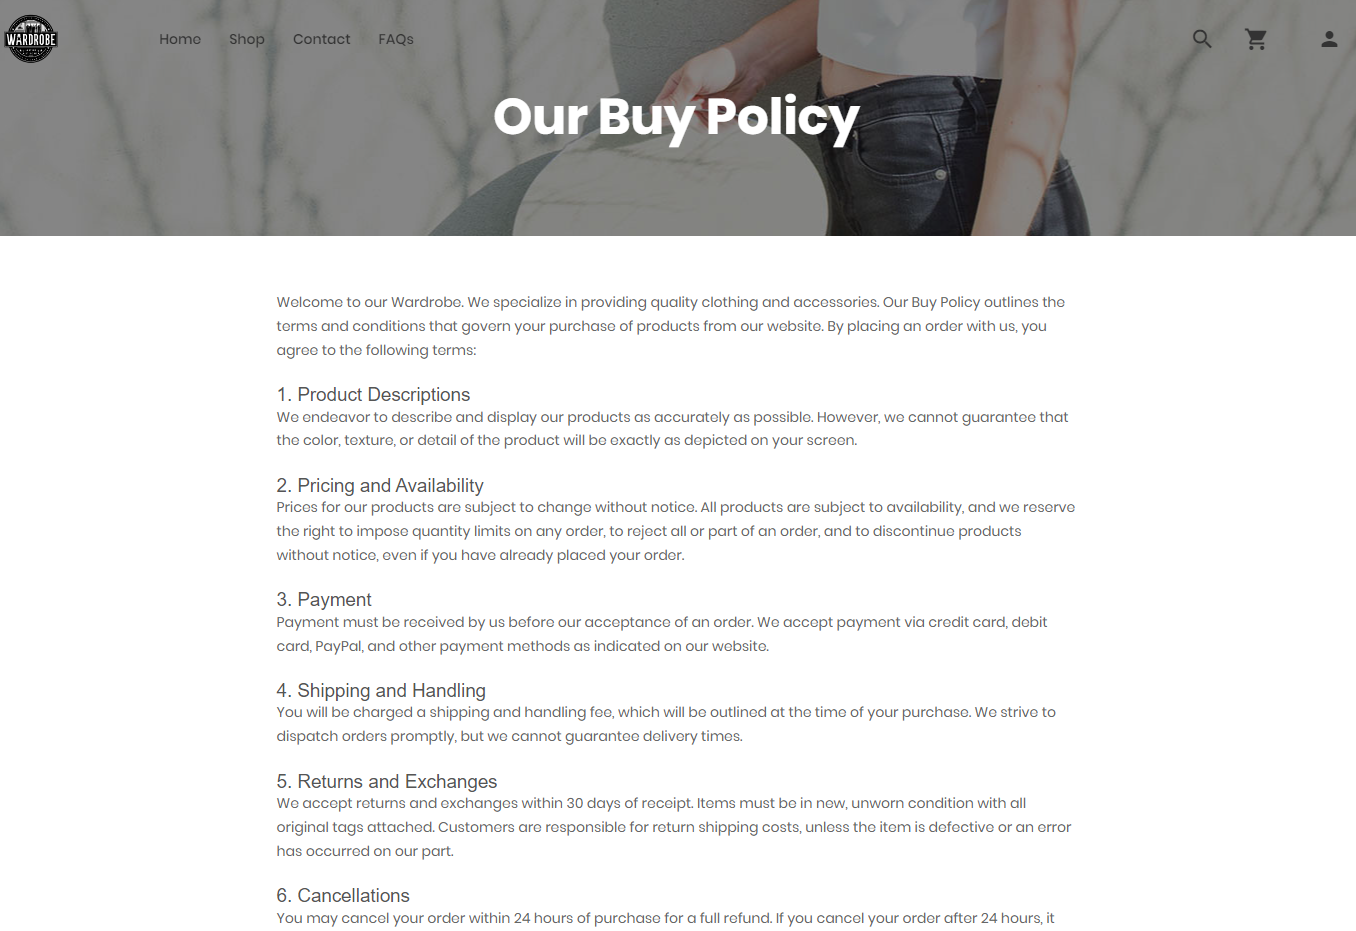 WARDROBE
Home Shop Contact FAQs
Our Buy Policy
Welcome to our Wardrobe. We specialize in providing quality clothing and accessories. Our Buy Policy outlines the
terms and conditions that govern your purchase of products from our website. By placing an order with us, you
agree to the following terms:
1. Product Descriptions
We endeavor to describe and display our products as accurately as possible. However, we cannot guarantee that
the color, texture, or detail of the product will be exactly as depicted on your screen.
2. Pricing and Availability
Prices for our products are subject to change without notice. All products are subject to availability, and we reserve
the right to impose quantity limits on any order, to reject all or part of an order, and to discontinue products
without notice, even if you have already placed your order.
3. Payment
Payment must be received by us before our acceptance of an order. We accept payment via credit card, debit
card, PayPal, and other payment methods as indicated on our website.
4. Shipping and Handling
You will be charged a shipping and handling fee, which will be outlined at the time of your purchase. We strive to
dispatch orders promptly, but we cannot guarantee delivery times.
5. Returns and Exchanges
We accept returns and exchanges within 30 days of receipt. Items must be in new, unworn condition with all
original tags attached. Customers are responsible for return shipping costs, unless the item is defective or an error
has occurred on our part.
6. Cancellations
You may cancel your order within 24 hours of purchase for a full refund. If you cancel your order after 24 hours, it